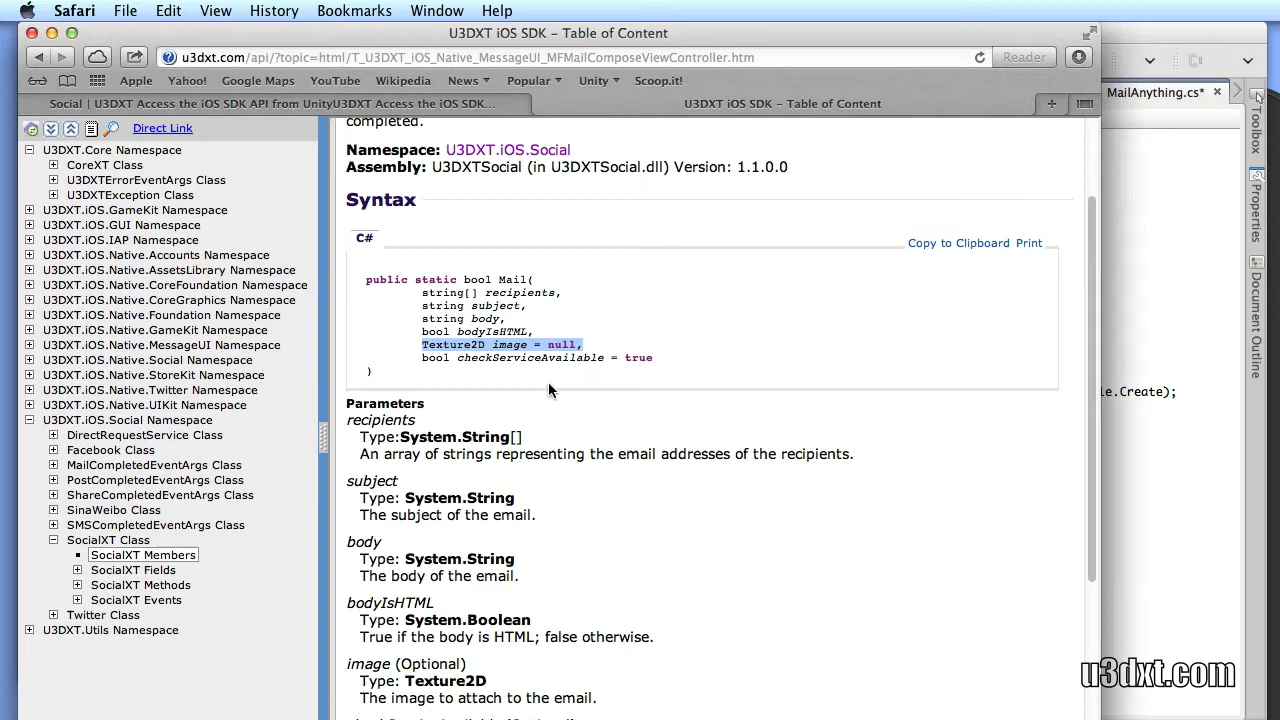 Safari File Edit View History Bookmarks Window Help
U3DXT iOS SDK - Table of Content
u3dxt.com/api/?topic=html/T_U3DXT_iOS_Native_MessageUI_MFMailComposeViewController.htm
Reader
Apple Yahoo! Google Maps YouTube Wikipedia News Popular Unity Scoop.it!
Social | U3DXT Access the iOS SDK API from UnityU3DXT Access the iOS SDK...
U3DXT iOS SDK - Table of Content
MailAnything.cs*
Direct Link
U3DXT.Core Namespace
CoreXT Class
U3DXTErrorEventArgs Class
U3DXTException Class
U3DXT.iOS.GameKit Namespace
U3DXT.iOS.GUI Namespace
U3DXT.iOS.IAP Namespace
U3DXT.iOS.Native.Accounts Namespace
U3DXT.iOS.Native.AssetsLibrary Namespace
U3DXT.iOS.Native.CoreFoundation Namespace
U3DXT.iOS.Native.CoreGraphics Namespace
U3DXT.iOS.Native.Foundation Namespace
U3DXT.iOS.Native.GameKit Namespace
U3DXT.iOS.Native.MessageUI Namespace
U3DXT.iOS.Native.Social Namespace
U3DXT.iOS.Native.StoreKit Namespace
U3DXT.iOS.Native.Twitter Namespace
U3DXT.iOS.Native.UIKit Namespace
U3DXT.iOS.Social Namespace
DirectRequestService Class
Facebook Class
MailCompletedEventArgs Class
PostCompletedEventArgs Class
ShareCompletedEventArgs Class
SinaWeibo Class
SMSCompletedEventArgs Class
SocialXT Class
SocialXT Members
SocialXT Fields
SocialXT Methods
SocialXT Events
Twitter Class
U3DXT.Utils Namespace
completed.
Namespace: U3DXT.iOS.Social
Assembly: U3DXTSocial (in U3DXTSocial.dll) Version: 1.1.0.0
Syntax
C#
Copy to Clipboard Print
public static bool Mail(
string[] recipients,
string subject,
string body,
bool bodyIsHTML,
Texture2D image = null,
bool checkServiceAvailable = true
)
Parameters
recipients
Type:System.String[]
An array of strings representing the email addresses of the recipients.
subject
Type: System.String
The subject of the email.
body
Type: System.String
The body of the email.
bodyIsHTML
Type: System.Boolean
True if the body is HTML; false otherwise.
image (Optional)
Type: Texture2D
The image to attach to the email.
le.Create);
Toolbox
Properties
Document Outline
u3dxt.com